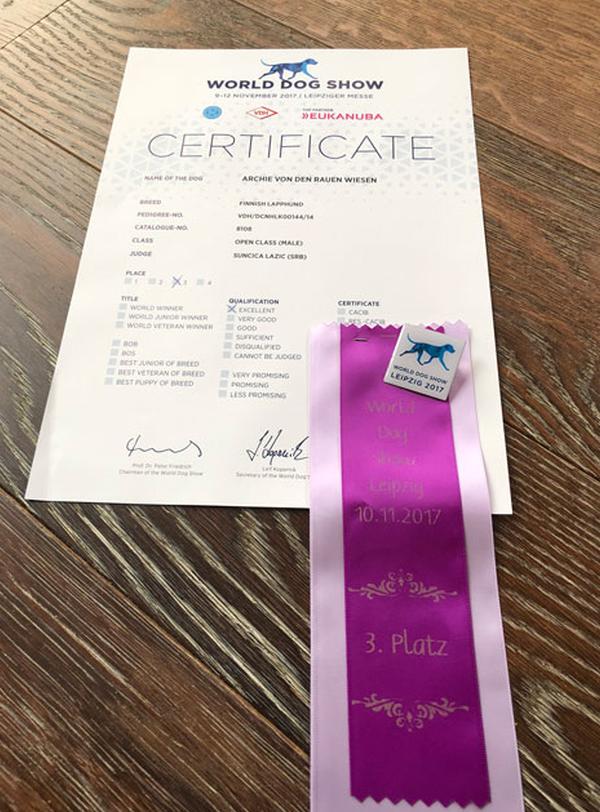 WORLD DOG SHOW
9-12 NOVEMBER 2017 | LEIPZIGER MESSE
VDH
TOP PARTNER
EUKANUBA
CERTIFICATE
NAME OF THE DOG ARCHIE VON DEN RAUEN WIESEN
BREED FINNISH LAPPHUND
PEDIGREE-NO. VDH/DCNHLK00144/14
CATALOGUE-NO. 8108
CLASS OPEN CLASS (MALE)
JUDGE SUNCICA LAZIC (SRB)
PLACE
1 2 3 4
TITLE
WORLD WINNER
WORLD JUNIOR WINNER
WORLD VETERAN WINNER
BOB
BOS
BEST JUNIOR OF BREED
BEST VETERAN OF BREED
BEST PUPPY OF BREED
QUALIFICATION
EXCELLENT
VERY GOOD
GOOD
SUFFICIENT
DISQUALIFIED
CANNOT BE JUDGED
VERY PROMISING
PROMISING
LESS PROMISING
CERTIFICATE
CACIB
RES.-CACIB
Prof. Dr. Peter Friedrich
Chairman of the World Dog Show
Leif Kopernik
Secretary of the World Dog
WORLD DOG SHOW
LEIPZIG 2017
World
Dog
Show
Leipzig
10.11.2017
3. Platz